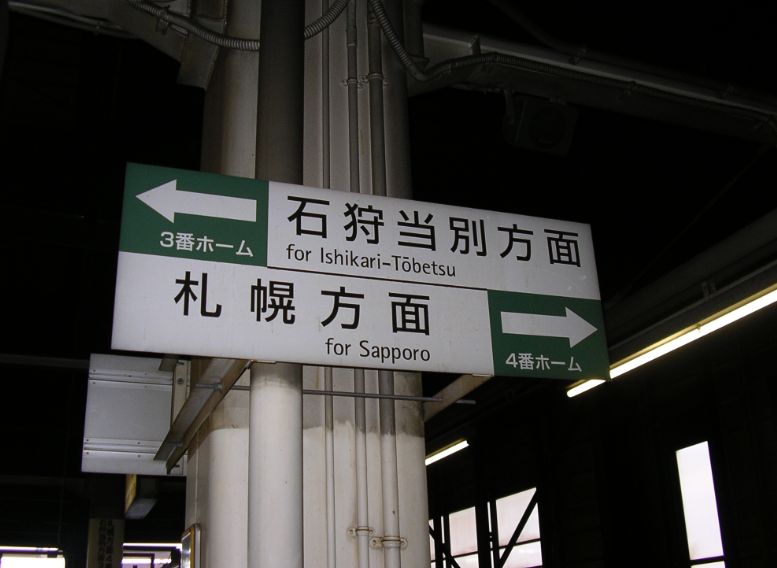 石狩当別方面
3番ホーム
for Ishikari-Tōbetsu
札幌方面
for Sapporo
4番ホーム